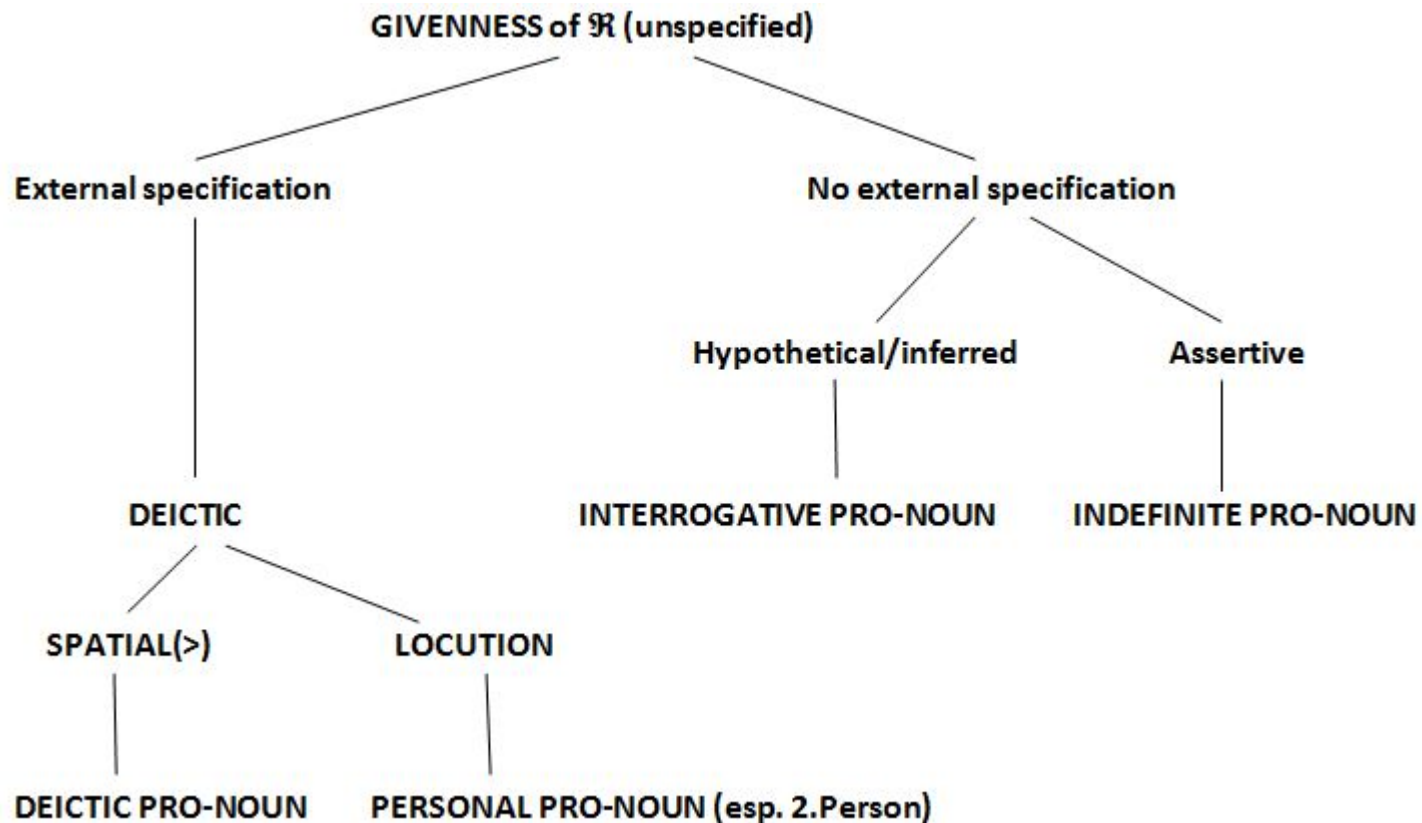 GIVENNESS of ℜ (unspecified)
External specification
No external specification
Hypothetical/inferred
Assertive
DEICTIC
INTERROGATIVE PRO-NOUN
INDEFINITE PRO-NOUN
SPATIAL(>)
LOCUTION
DEICTIC PRO-NOUN
PERSONAL PRO-NOUN (esp. 2.Person)